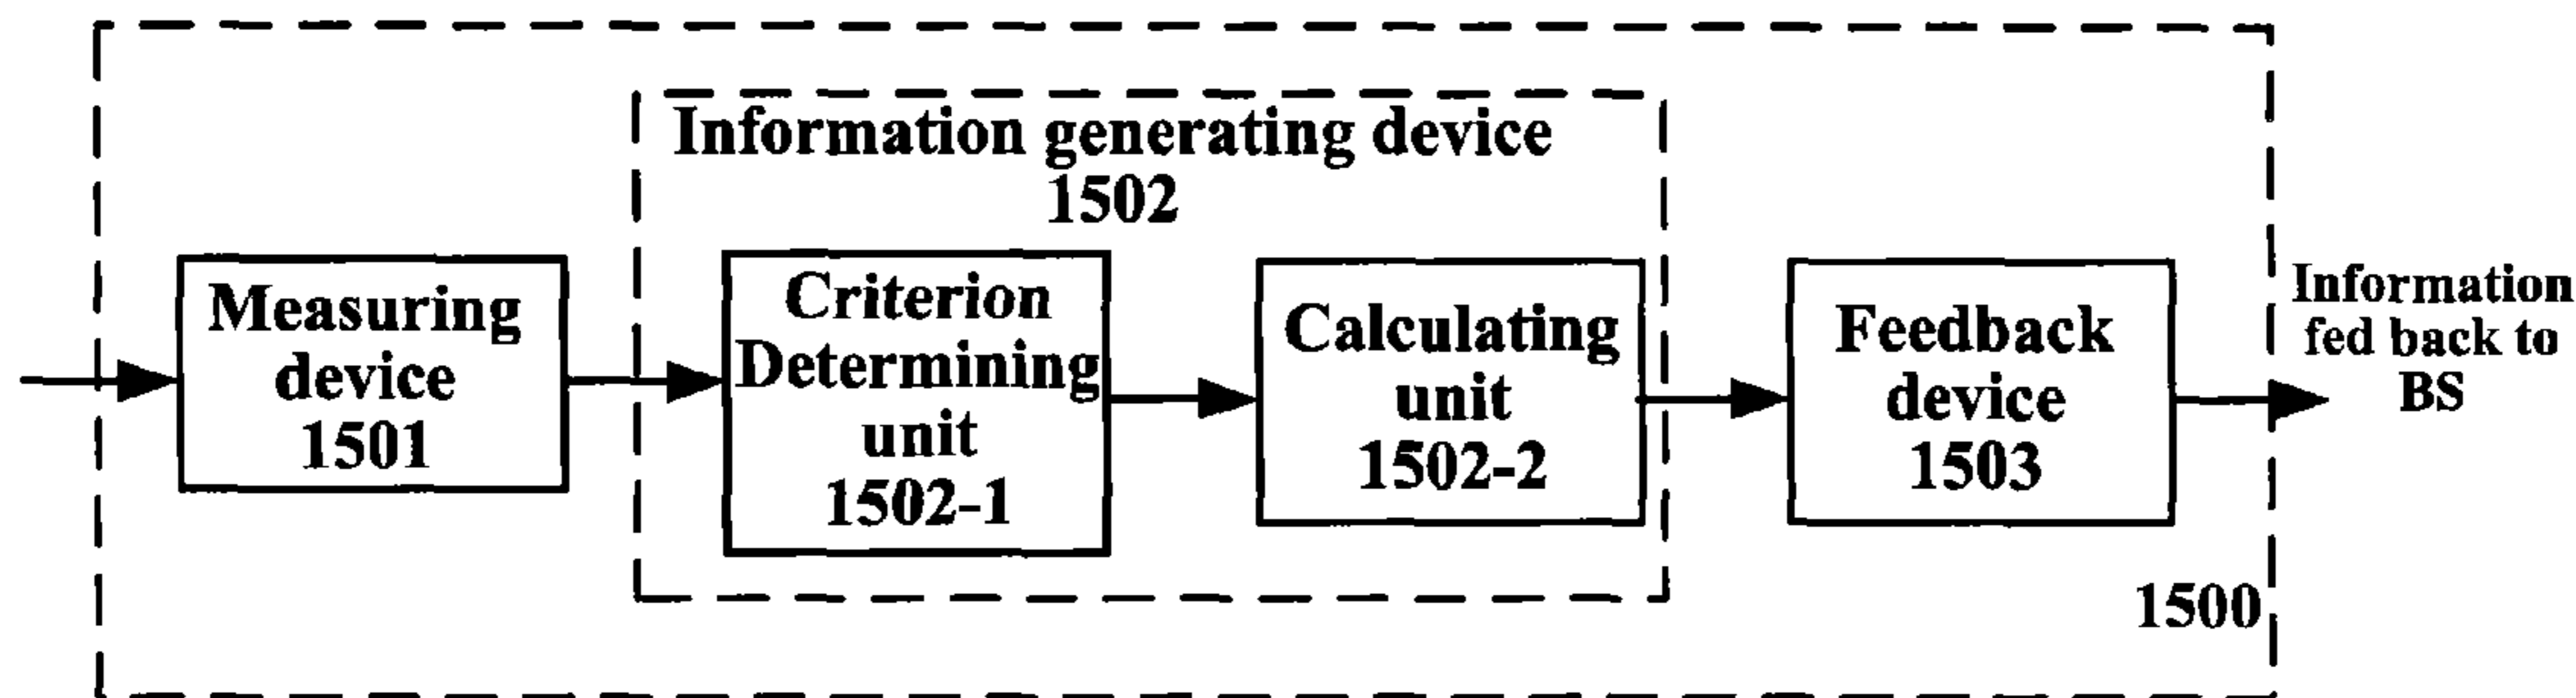 Information generating device
1502
Measuring
device
1501
Criterion
Determining
unit
1502-1
Calculating
unit
1502-2
Feedback
device
1503
Information
fed back to
BS
1500